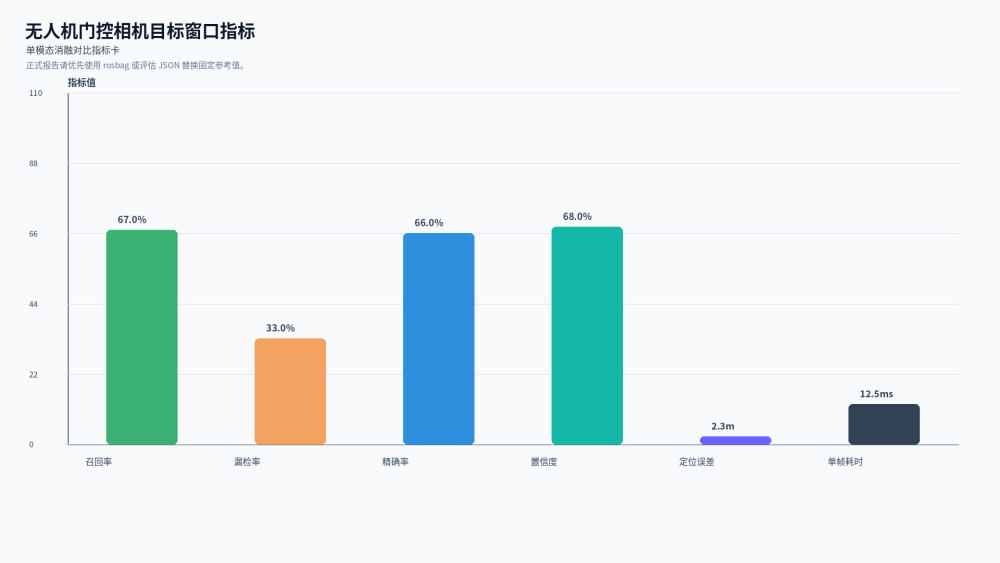 无人机门控相机目标窗口指标
单模态消融对比指标卡
正式报告请优先使用 rosbag 或评估 JSON 替换固定参考值。
指标值
110
88
66
44
22
0
67.0%
33.0%
66.0%
68.0%
2.3m
12.5ms
召回率
漏检率
精确率
置信度
定位误差
单帧耗时